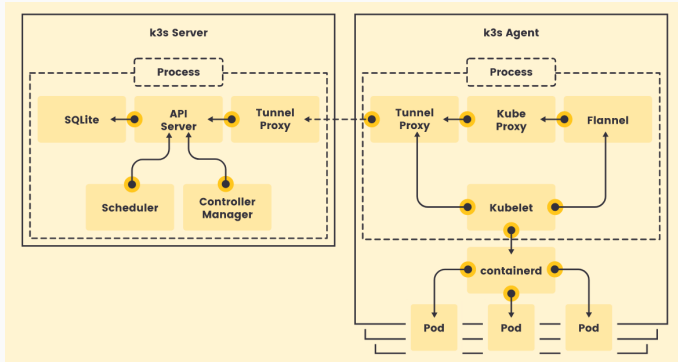 k3s Server
Process
SQLite
API
Server
Tunnel
Proxy
Scheduler
Controller
Manager
k3s Agent
Process
Tunnel
Proxy
Kube
Proxy
Flannel
Kubelet
containerd
Pod
Pod
Pod